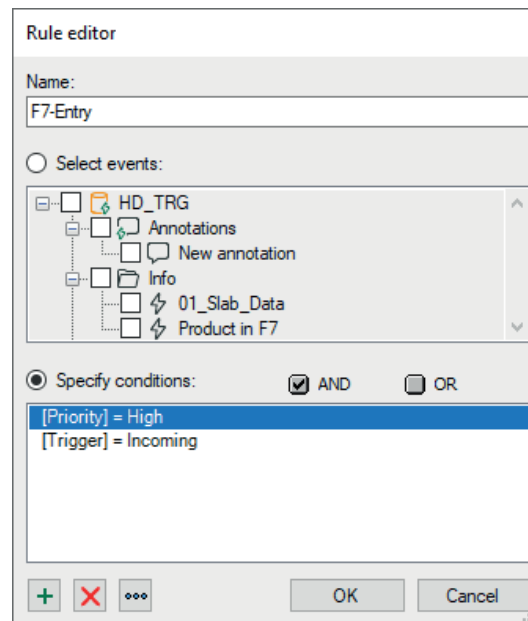 Rule editor
Name:
F7-Entry
Select events:
HD_TRG
Annotations
New annotation
Info
01_Slab_Data
Product in F7
Specify conditions: AND OR
[Priority] = High
[Trigger] = Incoming
OK Cancel